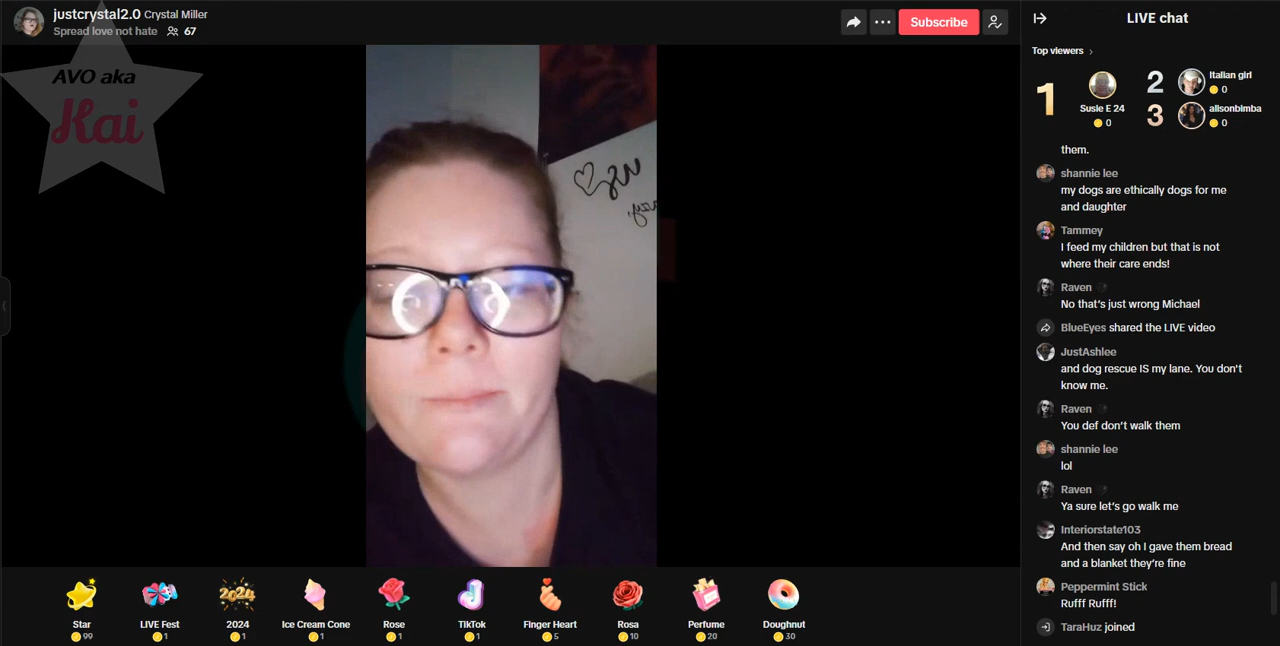 justcrystal2.0 Crystal Miller
Spread love not hate 67
Subscribe
AVO aka
Kai
LIVE chat
Top viewers
1
Susie E 24
0
2
Italian girl
0
3
alisonbimba
0
them.
shannie lee
my dogs are ethically dogs for me
and daughter
Tammey
I feed my children but that is not
where their care ends!
Raven
No that's just wrong Michael
BlueEyes shared the LIVE video
JustAshlee
and dog rescue IS my lane. You don't
know me.
Raven
You def don't walk them
shannie lee
lol
Raven
Ya sure let's go walk me
Interiorstate103
And then say oh I gave them bread
and a blanket they're fine
Peppermint Stick
Rufff Rufff!
TaraHuz joined
2024
Star
99
LIVE Fest
1
2024
1
Ice Cream Cone
1
Rose
1
TikTok
1
Finger Heart
5
Rosa
10
Perfume
20
Doughnut
30